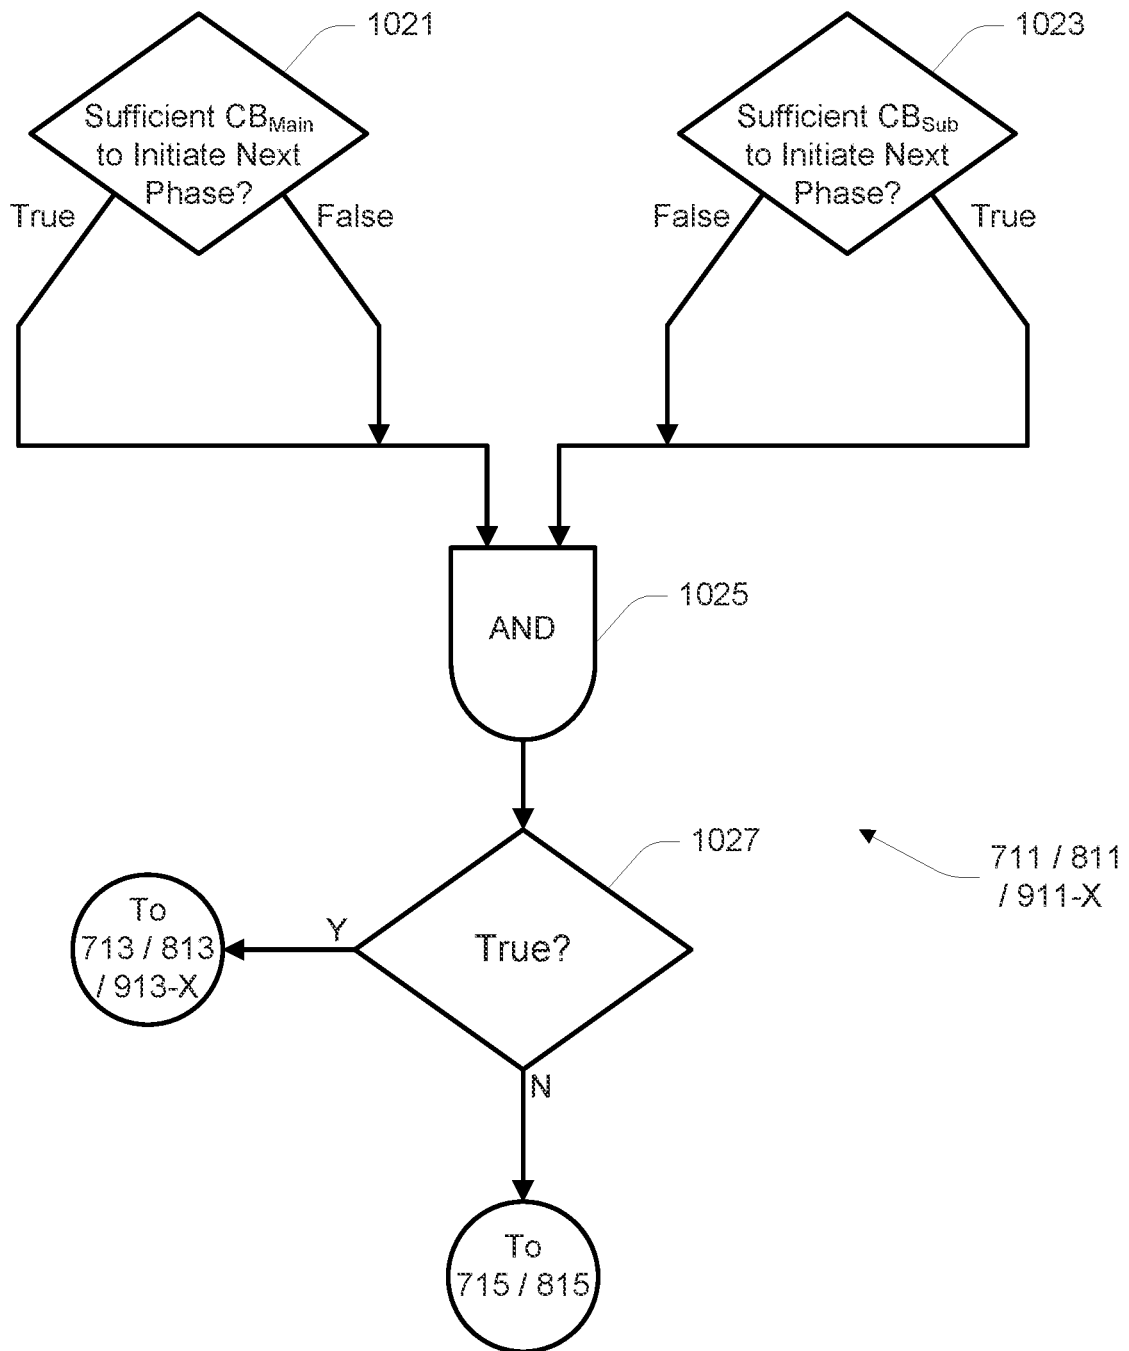 1021
1023
Sufficient CBMain
to Initiate Next
Phase?
Sufficient CBSub
to Initiate Next
Phase?
True
False
False
True
AND
1025
1027
711 / 811
/ 911-X
To
713 / 813
/ 913-X
Y
True?
N
To
715 / 815